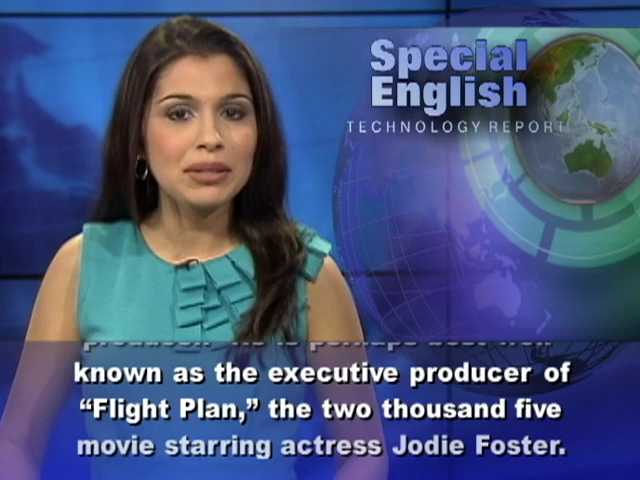 Special
English
TECHNOLOGY REPORT
known as the executive producer of
“Flight Plan,” the two thousand five
movie starring actress Jodie Foster.